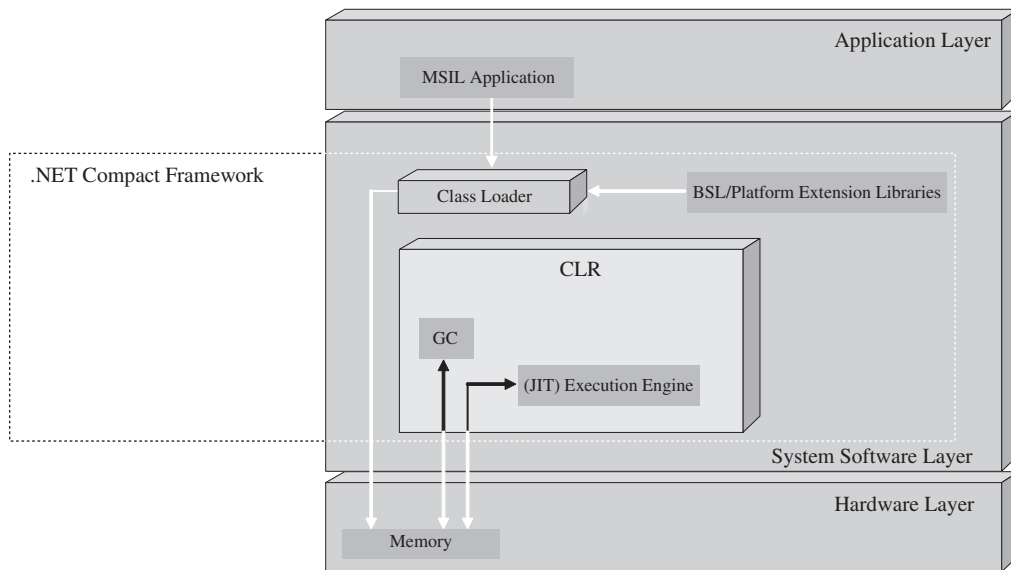 Application Layer
MSIL Application
.NET Compact Framework
Class Loader
BSL/Platform Extension Libraries
CLR
GC
(JIT) Execution Engine
System Software Layer
Hardware Layer
Memory